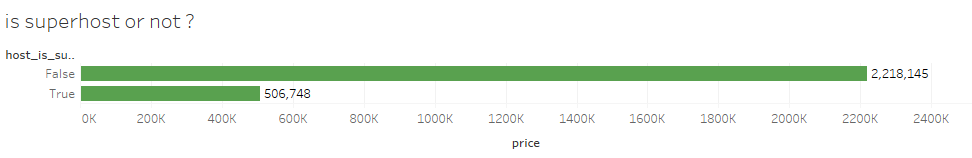 is superhost or not ?
host_is_su..
False 2,218,145
True 506,748
0K 200K 400K 600K 800K 1000K 1200K 1400K 1600K 1800K 2000K 2200K 2400K
price